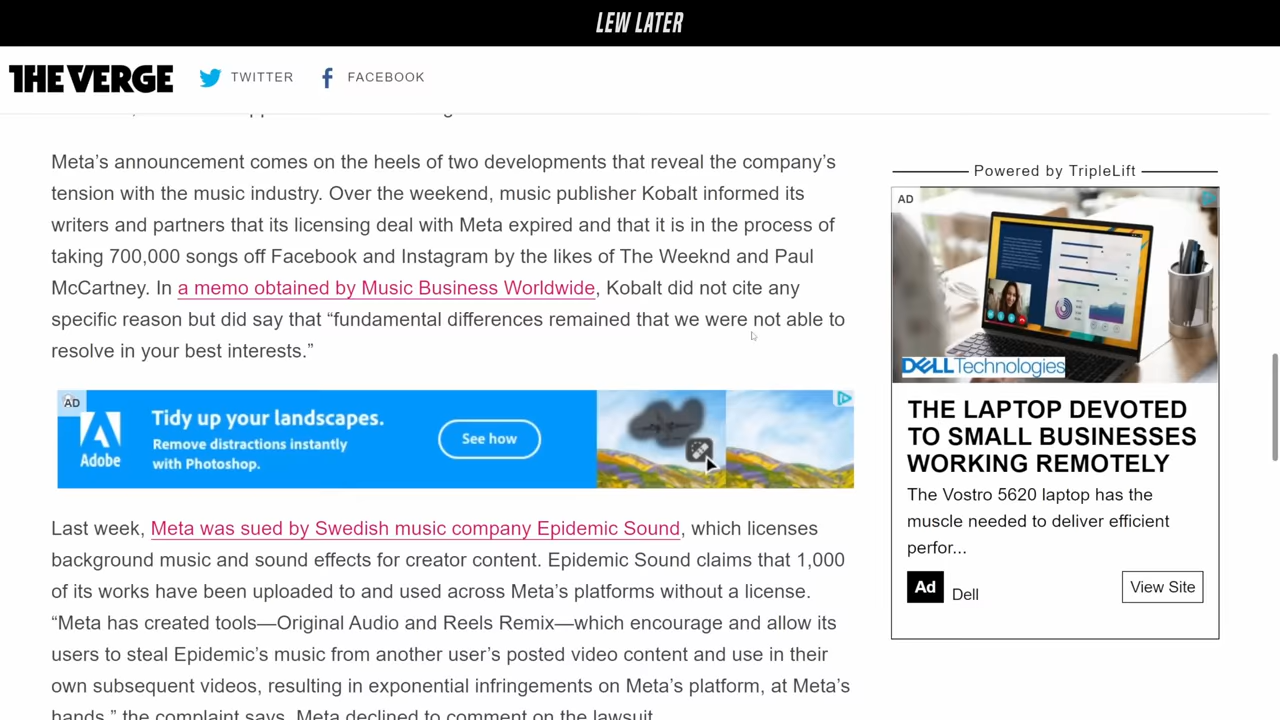 LEW LATER
THE VERGE
TWITTER
FACEBOOK
Meta’s announcement comes on the heels of two developments that reveal the company’s
tension with the music industry. Over the weekend, music publisher Kobalt informed its
writers and partners that its licensing deal with Meta expired and that it is in the process of
taking 700,000 songs off Facebook and Instagram by the likes of The Weeknd and Paul
McCartney. In a memo obtained by Music Business Worldwide, Kobalt did not cite any
specific reason but did say that “fundamental differences remained that we were not able to
resolve in your best interests.”
AD
Adobe
Tidy up your landscapes.
Remove distractions instantly
with Photoshop.
See how
Last week, Meta was sued by Swedish music company Epidemic Sound, which licenses
background music and sound effects for creator content. Epidemic Sound claims that 1,000
of its works have been uploaded to and used across Meta’s platforms without a license.
“Meta has created tools—Original Audio and Reels Remix—which encourage and allow its
users to steal Epidemic’s music from another user’s posted video content and use in their
own subsequent videos, resulting in exponential infringements on Meta’s platform, at Meta’s
hands,” the complaint says. Meta declined to comment on the lawsuit.
Powered by TripleLift
AD
DELL Technologies
THE LAPTOP DEVOTED
TO SMALL BUSINESSES
WORKING REMOTELY
The Vostro 5620 laptop has the
muscle needed to deliver efficient
perfor...
Ad
Dell
View Site